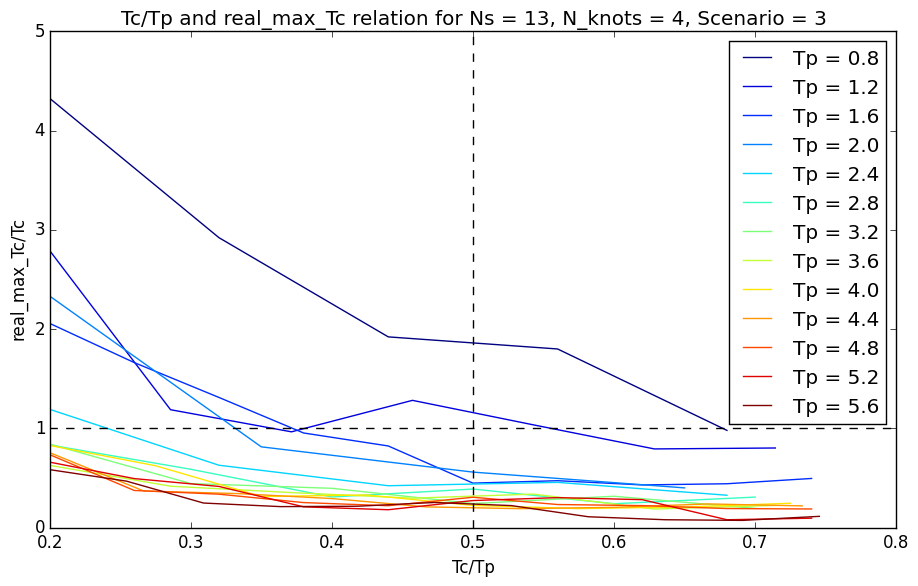 Tc/Tp and real_max_Tc relation for Ns = 13, N_knots = 4, Scenario = 3
5
4
3
2
1
0
real_max_Tc/Tc
Tp = 0.8
Tp = 1.2
Tp = 1.6
Tp = 2.0
Tp = 2.4
Tp = 2.8
Tp = 3.2
Tp = 3.6
Tp = 4.0
Tp = 4.4
Tp = 4.8
Tp = 5.2
Tp = 5.6
0.2 0.3 0.4 0.5 0.6 0.7 0.8
Tc/Tp